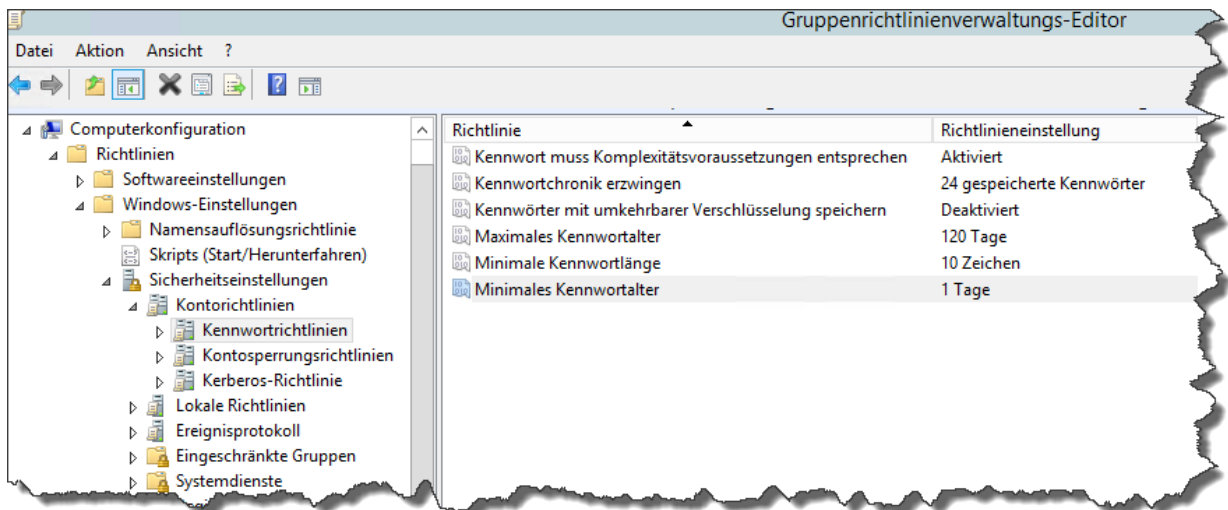 Gruppenrichtlinienverwaltungs-Editor
Datei Aktion Ansicht ?
Computerkonfiguration
Richtlinien
Softwareeinstellungen
Windows-Einstellungen
Namensauflösungsrichtlinie
Skripts (Start/Herunterfahren)
Sicherheitseinstellungen
Kontorichtlinien
Kennwortrichtlinien
Kontosperrungsrichtlinien
Kerberos-Richtlinie
Lokale Richtlinien
Ereignisprotokoll
Eingeschränkte Gruppen
Systemdienste
Richtlinie Richtlinieneinstellung
Kennwort muss Komplexitätsvoraussetzungen entsprechen Aktiviert
Kennwortchronik erzwingen 24 gespeicherte Kennwörter
Kennwörter mit umkehrbarer Verschlüsselung speichern Deaktiviert
Maximales Kennwortalter 120 Tage
Minimale Kennwortlänge 10 Zeichen
Minimales Kennwortalter 1 Tage